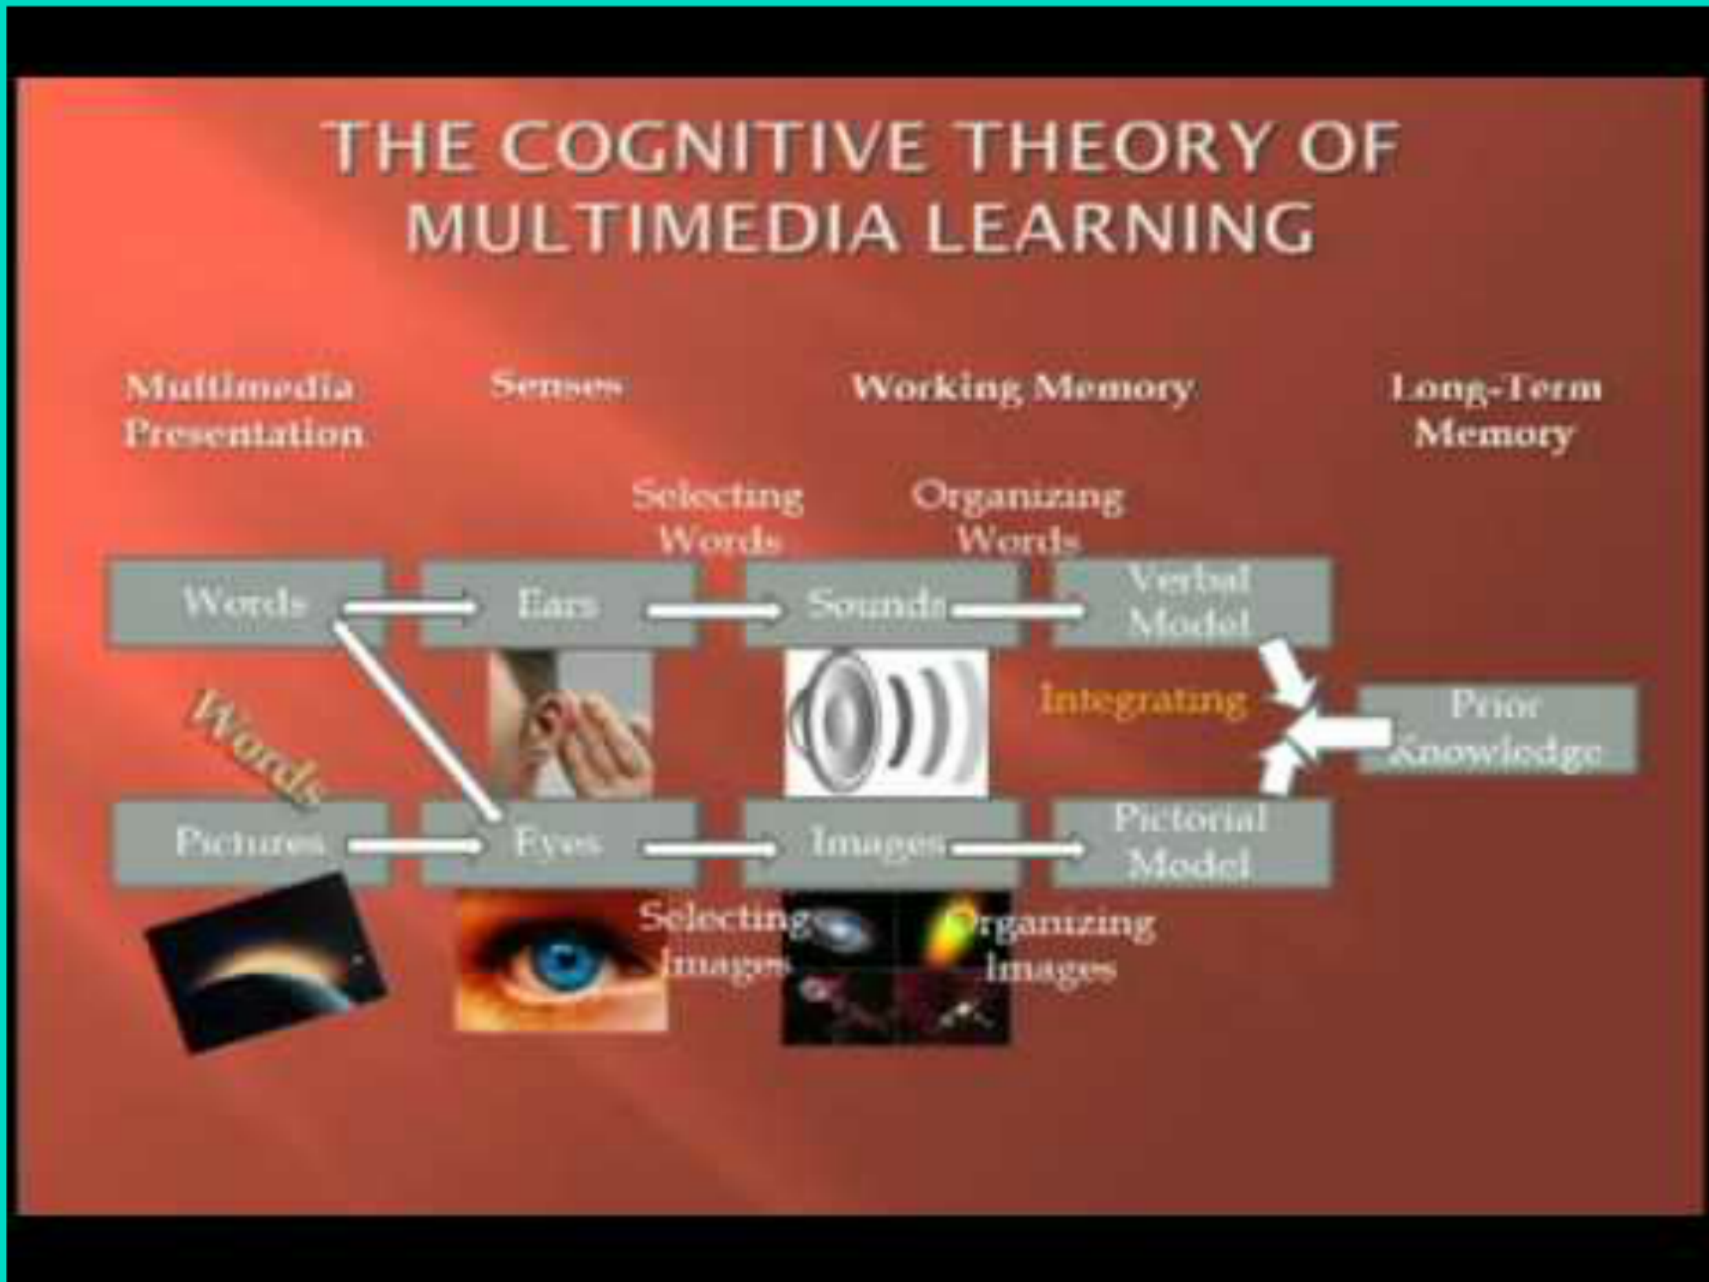 THE COGNITIVE THEORY OF
MULTIMEDIA LEARNING
Multimedia
Presentation
Senses
Working Memory
Long-Term
Memory
Selecting
Words
Organizing
Words
Words
Ears
Sounds
Verbal
Model
Words
Integrating
Prior
Knowledge
Pictures
Eyes
Images
Pictorial
Model
Selecting
Images
Organizing
Images